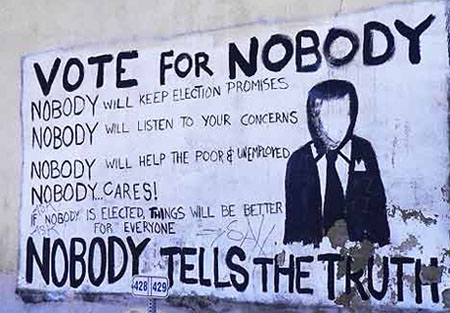 VOTE FOR NOBODY
NOBODY WILL KEEP ELECTION PROMISES
NOBODY WILL LISTEN TO YOUR CONCERNS
NOBODY WILL HELP THE POOR & UNEMPLOYED
NOBODY...CARES!
IF NOBODY IS ELECTED, THINGS WILL BE BETTER
FOR EVERYONE
NOBODY TELLS THE TRUTH
428 429